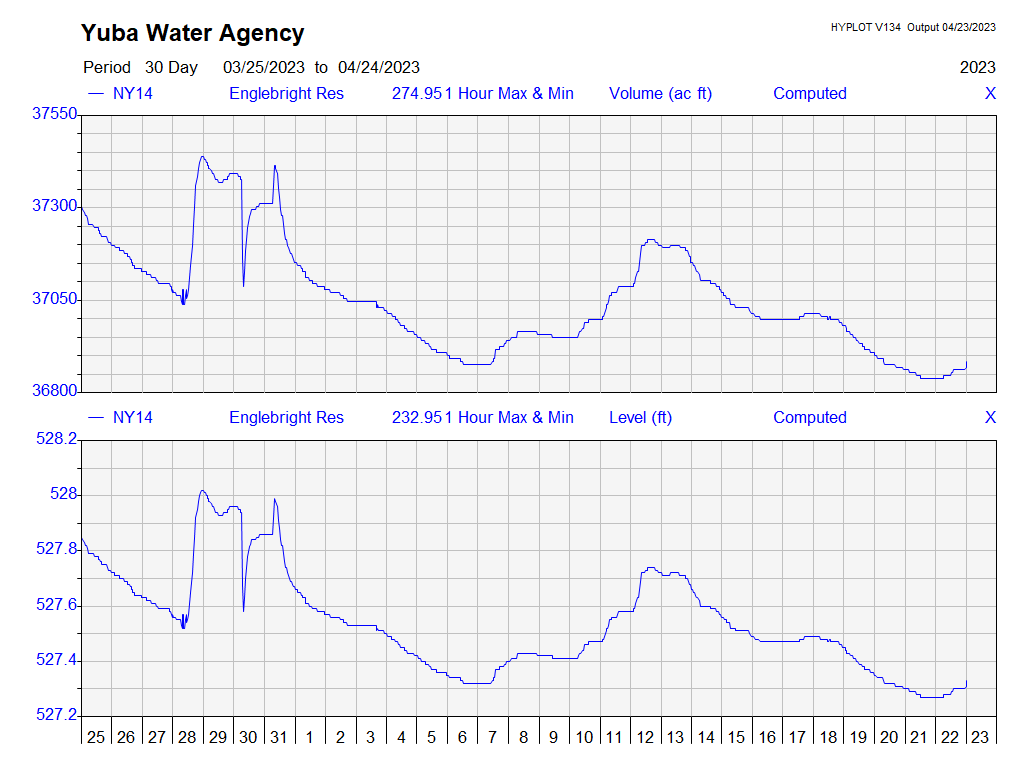 Yuba Water Agency
HYPLOT V134 Output 04/23/2023
Period 30 Day 03/25/2023 to 04/24/2023 2023
NY14 Englebright Res 274.951 Hour Max & Min Volume (ac ft) Computed X
37550
37300
37050
36800
NY14 Englebright Res 232.951 Hour Max & Min Level (ft) Computed X
528.2
528
527.8
527.6
527.4
527.2
25 26 27 28 29 30 31 1 2 3 4 5 6 7 8 9 10 11 12 13 14 15 16 17 18 19 20 21 22 23